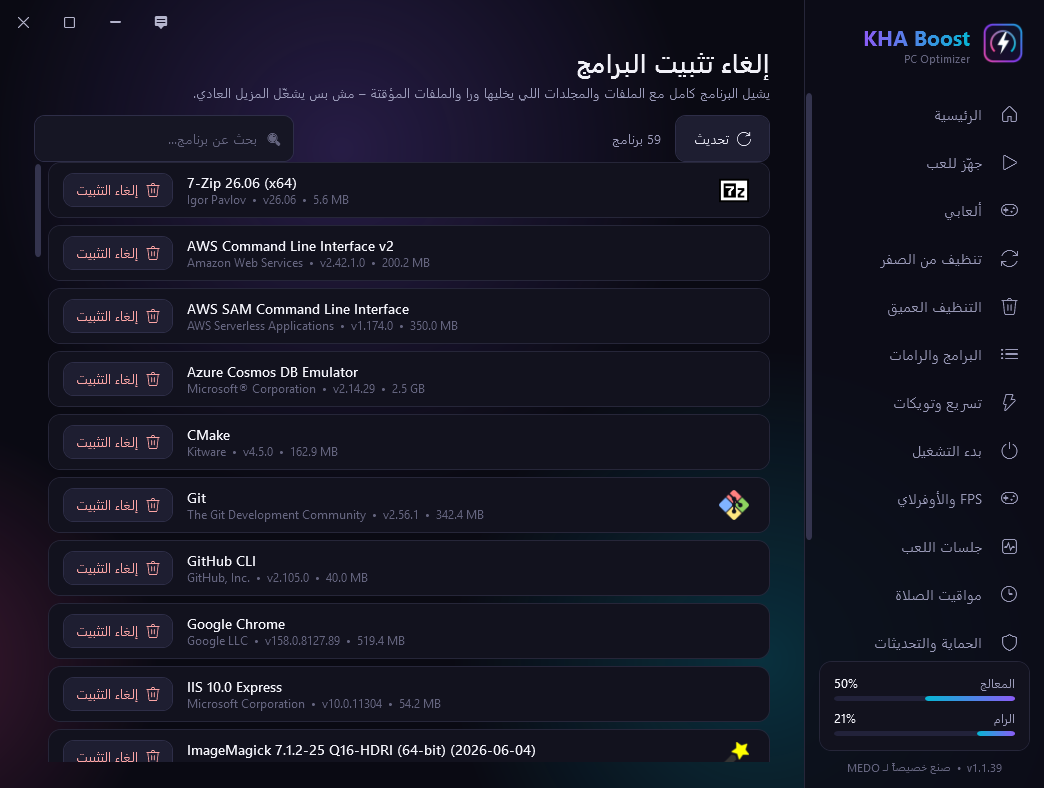 KHA Boost
PC Optimizer
الرئيسية
جهّز للعب
ألعابي
تنظيف من الصفر
التنظيف العميق
البرامج والرامات
تسريع وتويكات
بدء التشغيل
FPS والأوفرلاي
جلسات اللعب
مواقيت الصلاة
الحماية والتحديثات
المعالج 50%
الرام 21%
صنع خصيصاً لـ MEDO • v1.1.39
إلغاء تثبيت البرامج
يشيل البرنامج كامل مع الملفات والمجلدات اللي يخليها ورا والملفات المؤقتة – مش بس يشغّل المزيل العادي.
تحديث
59 برنامج
بحث عن برنامج...
7-Zip 26.06 (x64)
Igor Pavlov • v26.06 • 5.6 MB
إلغاء التثبيت
AWS Command Line Interface v2
Amazon Web Services • v2.42.1.0 • 200.2 MB
إلغاء التثبيت
AWS SAM Command Line Interface
AWS Serverless Applications • v1.174.0 • 350.0 MB
إلغاء التثبيت
Azure Cosmos DB Emulator
Microsoft® Corporation • v2.14.29 • 2.5 GB
إلغاء التثبيت
CMake
Kitware • v4.5.0 • 162.9 MB
إلغاء التثبيت
Git
The Git Development Community • v2.56.1 • 342.4 MB
إلغاء التثبيت
GitHub CLI
GitHub, Inc. • v2.105.0 • 40.0 MB
إلغاء التثبيت
Google Chrome
Google LLC • v158.0.8127.89 • 519.4 MB
إلغاء التثبيت
IIS 10.0 Express
Microsoft Corporation • v10.0.11304 • 54.2 MB
إلغاء التثبيت
ImageMagick 7.1.2-25 Q16-HDRI (64-bit) (2026-06-04)
إلغاء التثبيت